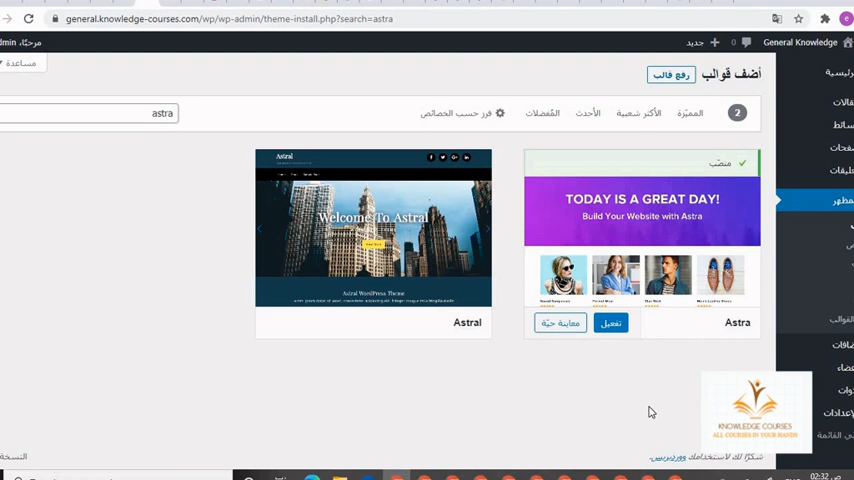 general.knowledge-courses.com/wp/wp-admin/theme-install.php?search=astra
General Knowledge
0
جديد
مرحبًا،
مساعدة
أضف قوالب
رفع قالب
2
المميّزة
الأكثر شعبية
الأحدث
المُفضلات
فرز حسب الخصائص
astra
منصّب
TODAY IS A GREAT DAY!
Build Your Website with Astra
Astra
تفعيل
معاينة حيّة
Astral
Welcome To Astral
Astral WordPress Theme
Astral
KNOWLEDGE COURSES
ALL COURSES IN YOUR HANDS
شكرًا لك لاستخدامك ووردبريس.
النسخة
02:32 ص
ENG